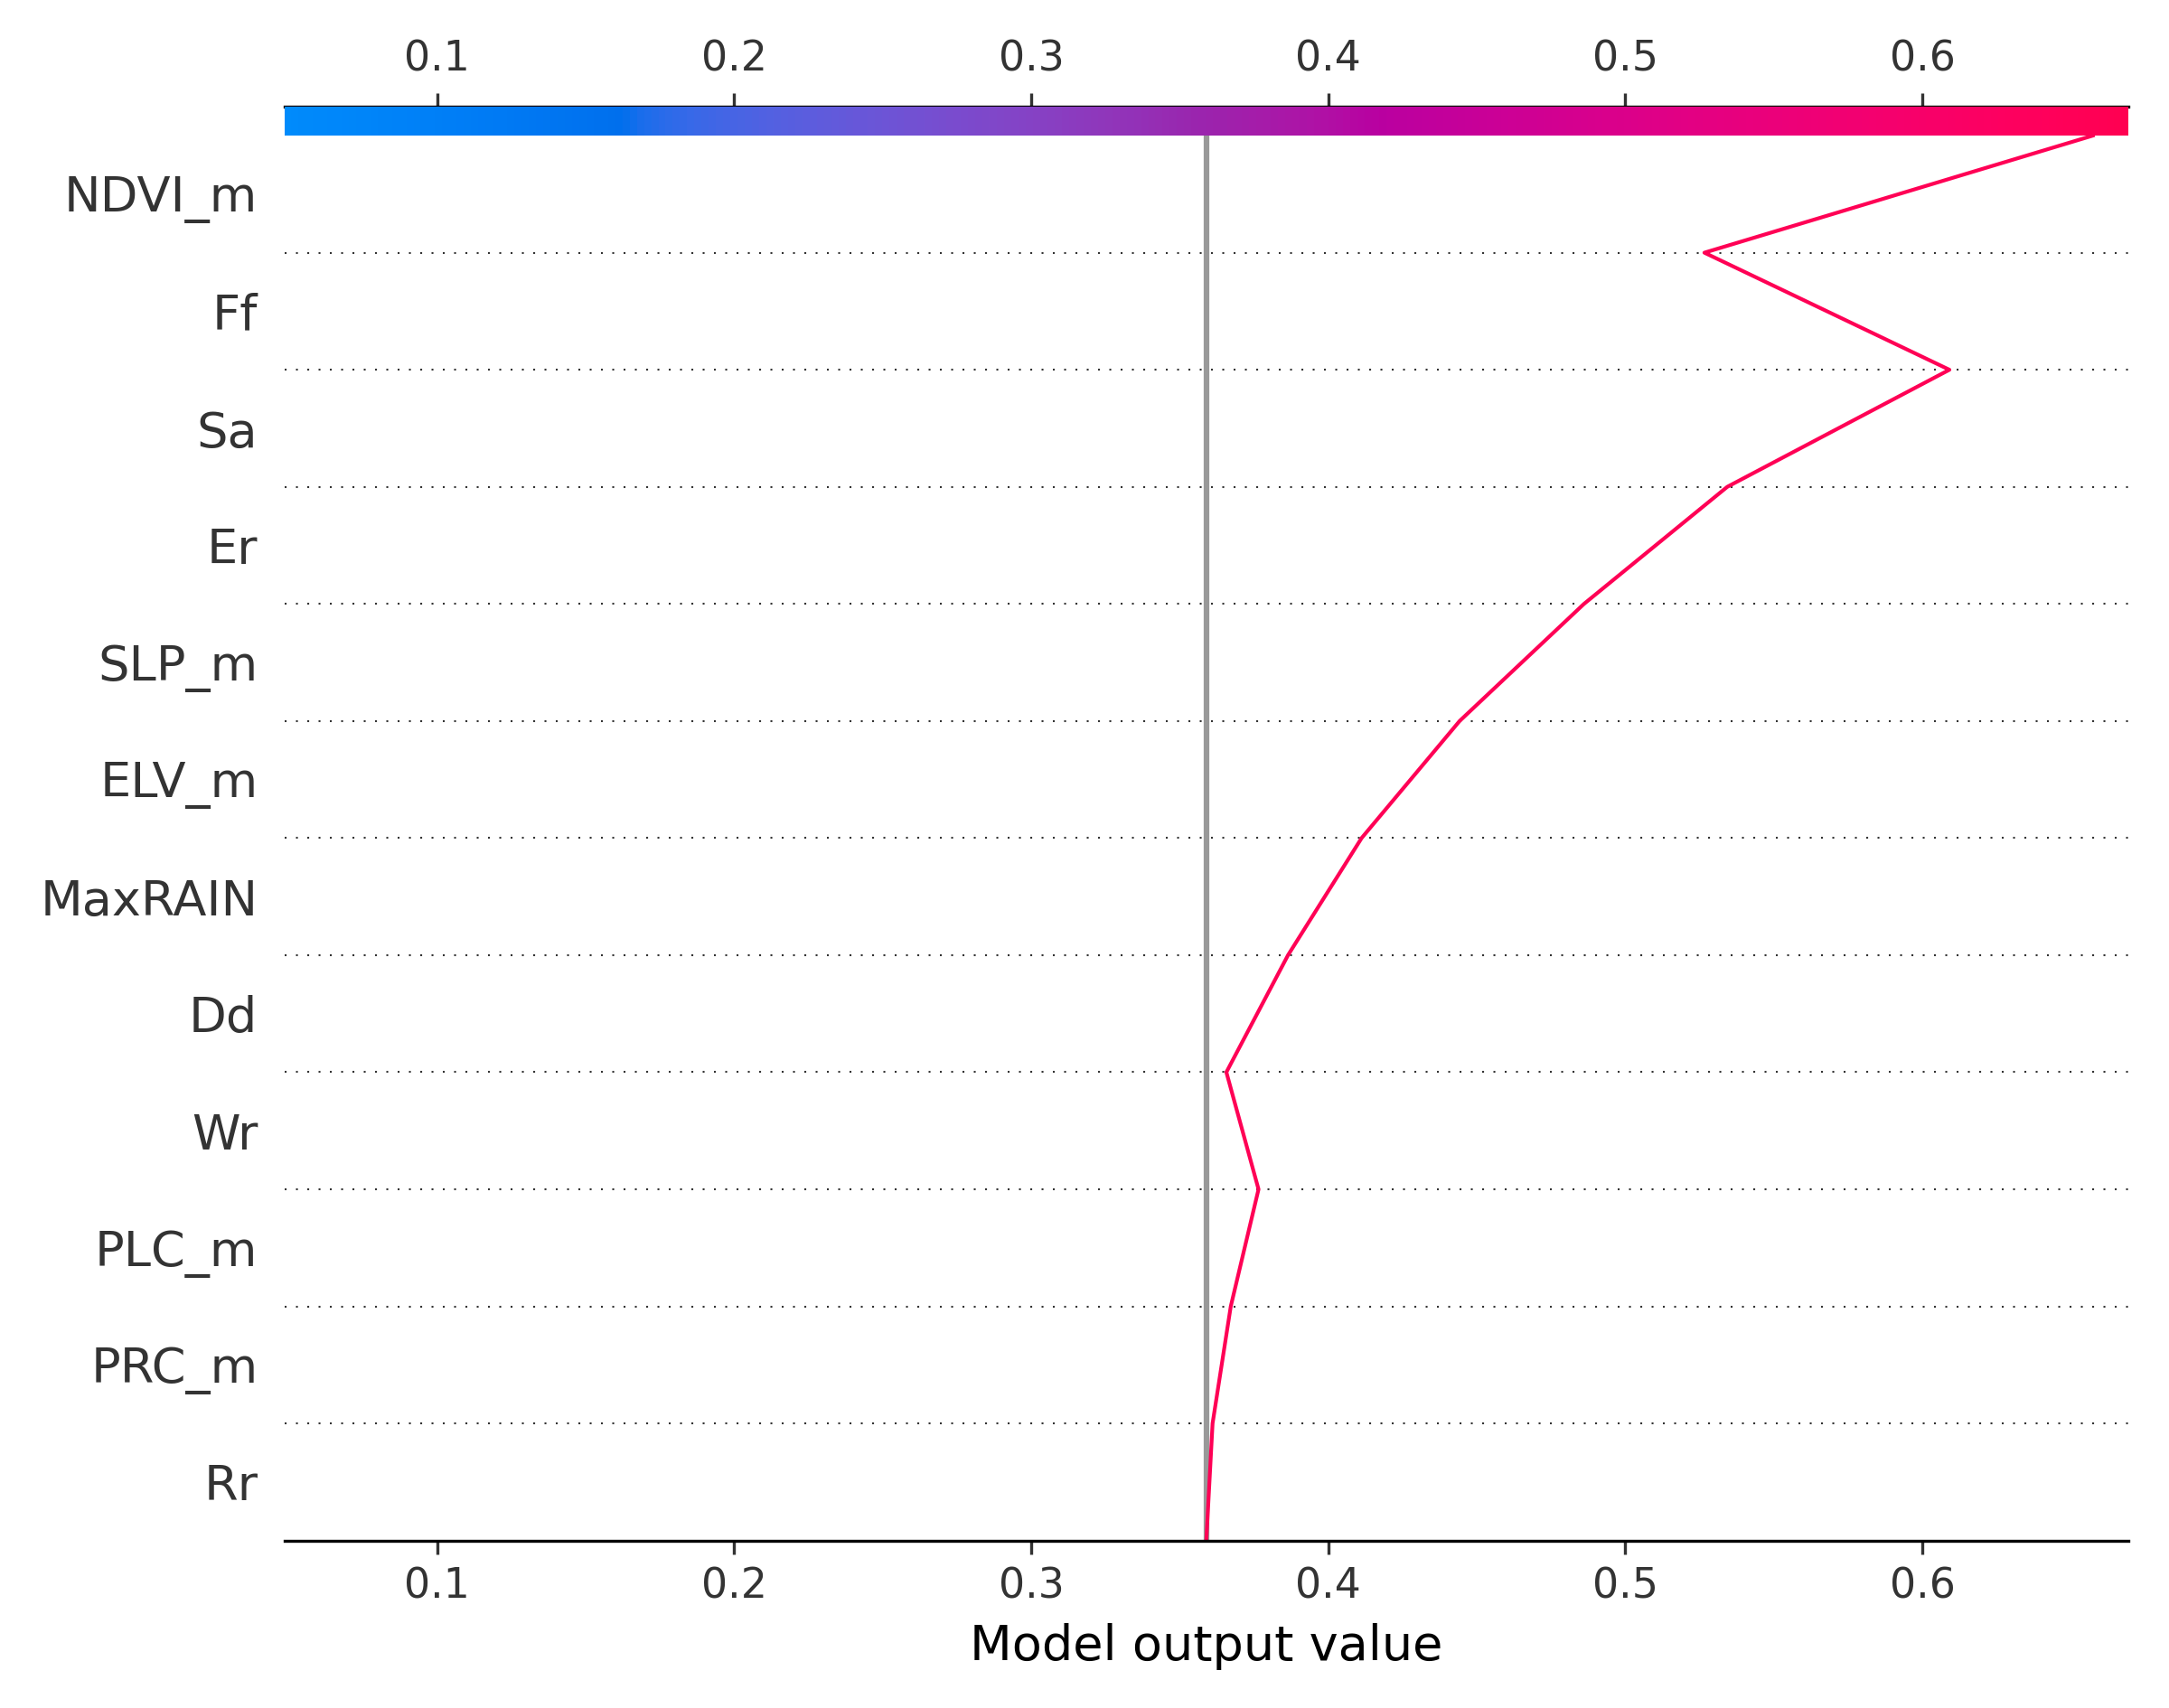 0.1 0.2 0.3 0.4 0.5 0.6
NDVI_m
Ff
Sa
Er
SLP_m
ELV_m
MaxRAIN
Dd
Wr
PLC_m
PRC_m
Rr
0.1 0.2 0.3 0.4 0.5 0.6
Model output value